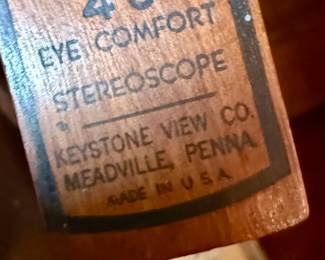 EYE COMFORT
STEREOSCOPE
KEYSTONE VIEW CO.
MEADVILLE, PENNA.
MADE IN U.S.A.